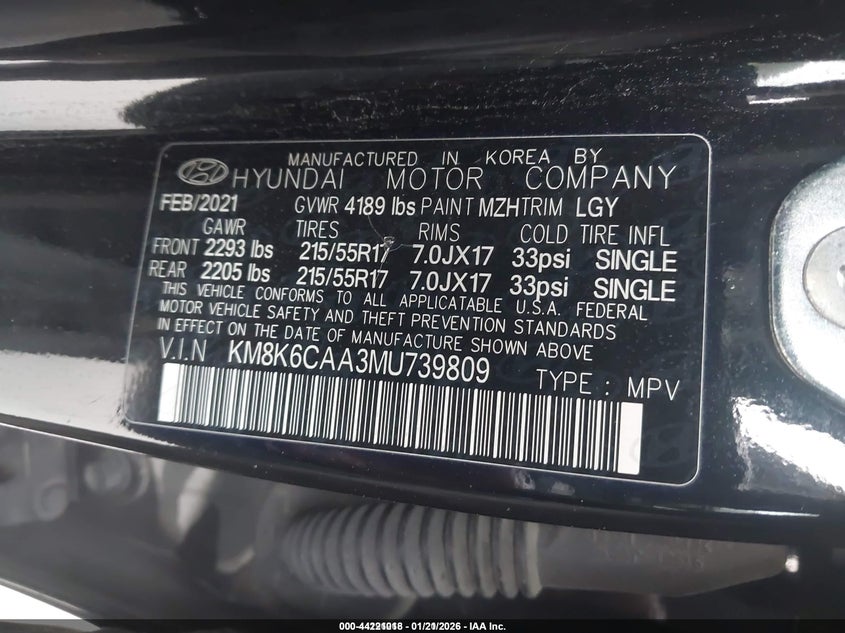 MANUFACTURED IN KOREA BY
HYUNDAI MOTOR COMPANY
FEB/2021 GVWR 4189 lbs PAINT MZH TRIM LGY
GAWR TIRES RIMS COLD TIRE INFL
FRONT 2293 lbs 215/55R17 7.0JX17 33psi SINGLE
REAR 2205 lbs 215/55R17 7.0JX17 33psi SINGLE
THIS VEHICLE CONFORMS TO ALL APPLICATABLE U.S.A. FEDERAL
MOTOR VEHICLE SAFETY AND THEFT PREVENTION STANDARDS
IN EFFECT ON THE DATE OF MANUFACTURE SHOWN ABOVE
V.I.N KM8K6CAA3MU739809 TYPE : MPV